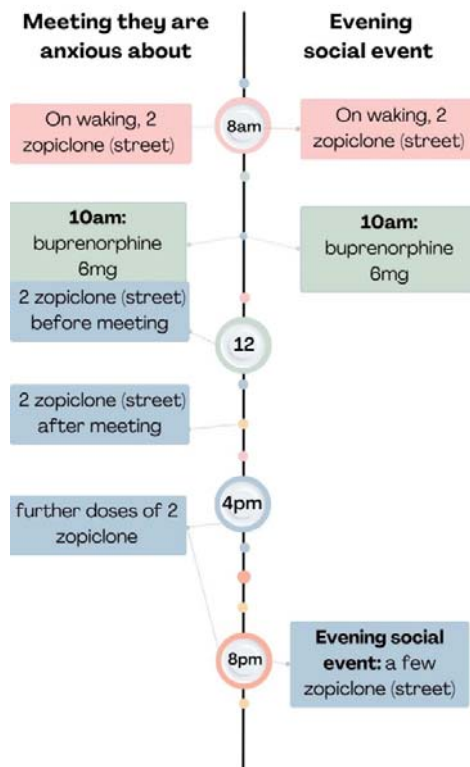 Meeting they are
anxious about
Evening
social event
8am
On waking, 2
zopiclone (street)
On waking, 2
zopiclone (street)
10am:
buprenorphine
6mg
10am:
buprenorphine
6mg
2 zopiclone (street)
before meeting
12
2 zopiclone (street)
after meeting
4pm
further doses of 2
zopiclone
8pm
Evening social
event: a few
zopiclone (street)